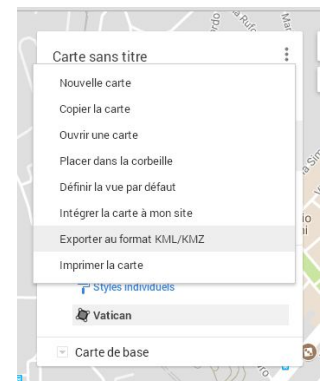 Carte sans titre
Nouvelle carte
Copier la carte
Ouvrir une carte
Placer dans la corbeille
Définir la vue par défaut
Intégrer la carte à mon site
Exporter au format KML/KMZ
Imprimer la carte
Styles individuels
Vatican
Carte de base